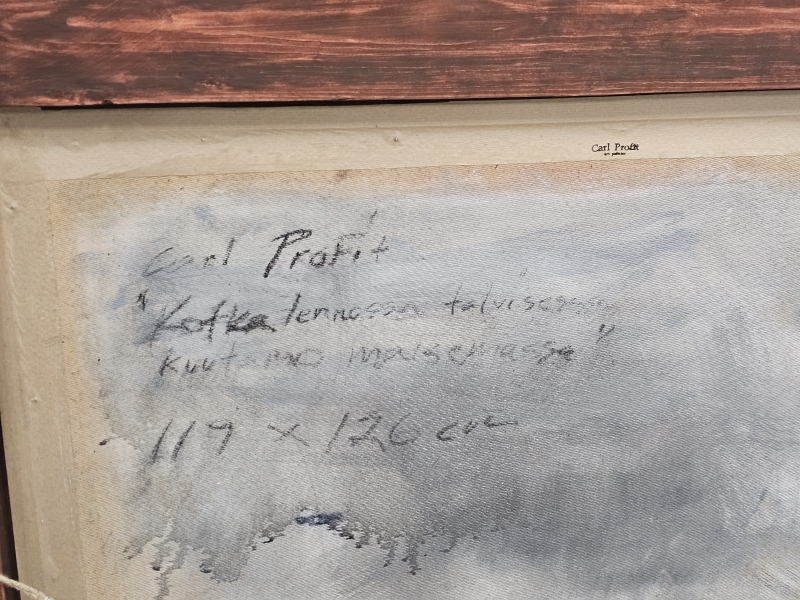 Carl Profit
Carl Profit
"Kotka lennossa talvisessa
kuutamo maisemassa"
119 x 126 cm